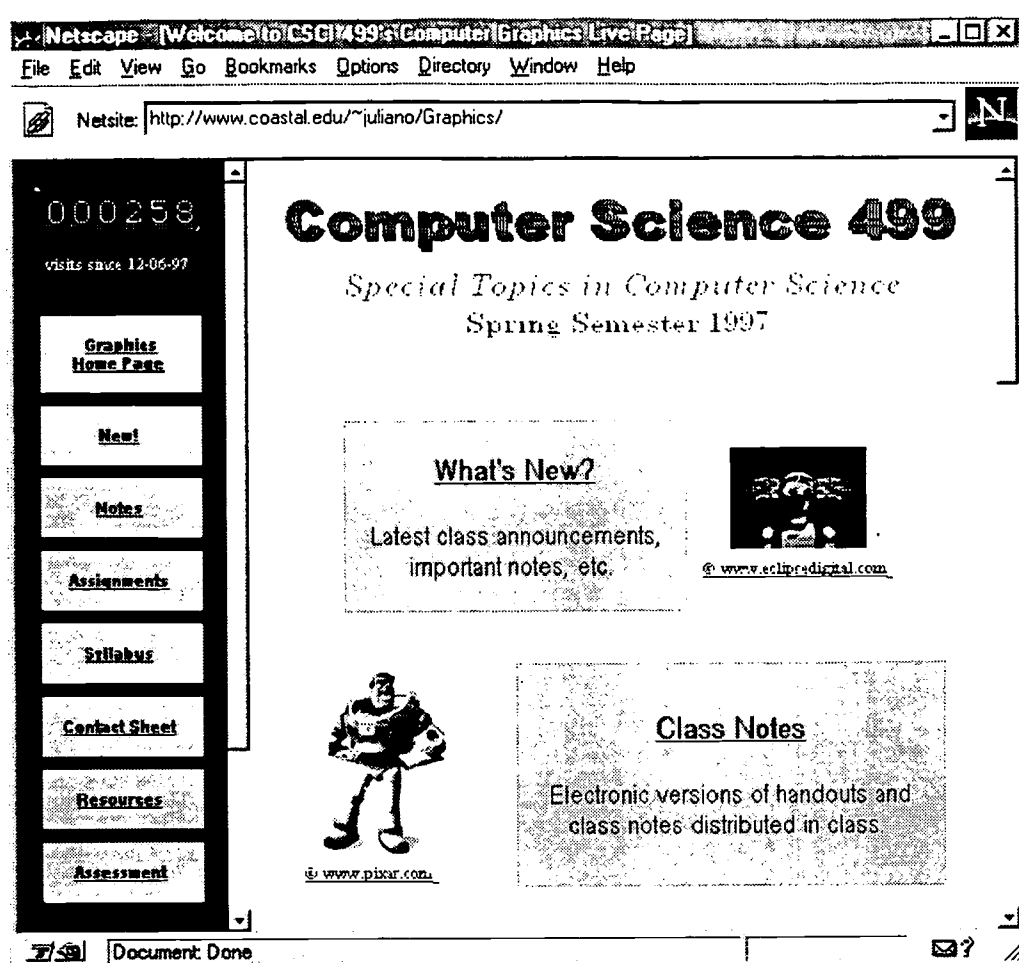 Netscape - [Welcome to CSCI 499's Computer Graphics Live Page]
File Edit View Go Bookmarks Options Directory Window Help
Netsite: http://www.coastal.edu/~juliano/Graphics/
N
000258
visits since 12-06-97
Graphics
Home Page
New!
Notes
Assignments
Syllabus
Contact Sheet
Resources
Assessment
Computer Science 499
Special Topics in Computer Science
Spring Semester 1997
What's New?
Latest class announcements,
important notes, etc.
© www.eclipsedigital.com
© www.pixar.com
Class Notes
Electronic versions of handouts and
class notes distributed in class.
Document: Done
?